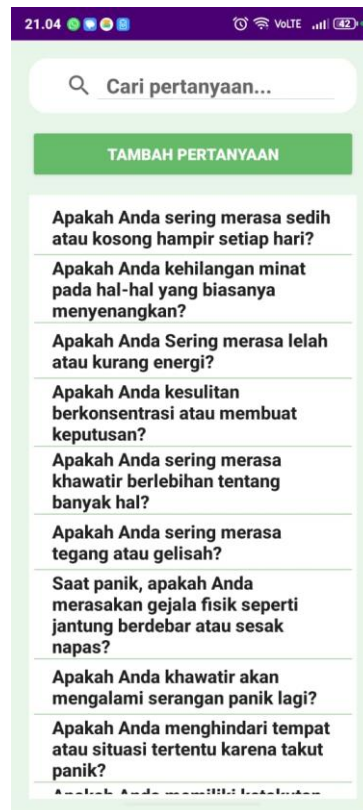 21.04 VoLTE 42
Cari pertanyaan...
TAMBAH PERTANYAAN
Apakah Anda sering merasa sedih
atau kosong hampir setiap hari?
Apakah Anda kehilangan minat
pada hal-hal yang biasanya
menyenangkan?
Apakah Anda Sering merasa lelah
atau kurang energi?
Apakah Anda kesulitan
berkonsentrasi atau membuat
keputusan?
Apakah Anda sering merasa
khawatir berlebihan tentang
banyak hal?
Apakah Anda sering merasa
tegang atau gelisah?
Saat panik, apakah Anda
merasakan gejala fisik seperti
jantung berdebar atau sesak
napas?
Apakah Anda khawatir akan
mengalami serangan panik lagi?
Apakah Anda menghindari tempat
atau situasi tertentu karena takut
panik?
Apakah Anda memiliki ketakutan